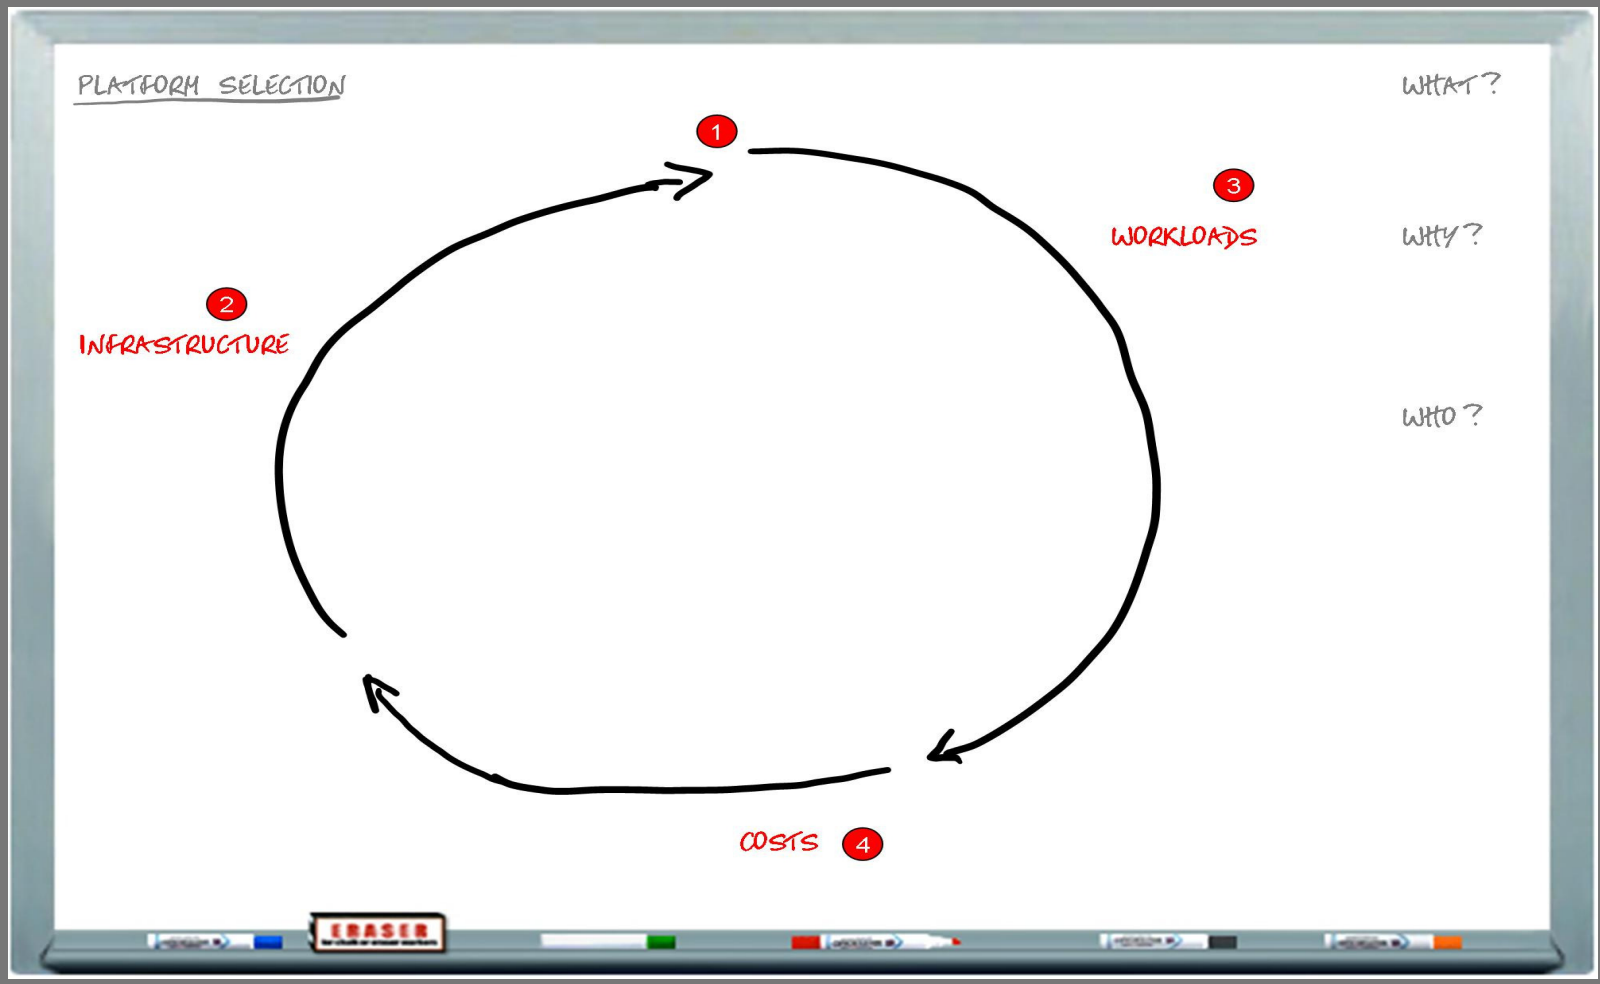 PLATFORM SELECTION
WHAT?
1
3
WORKLOADS
WHY?
2
INFRASTRUCTURE
WHO?
COSTS 4
ERASER